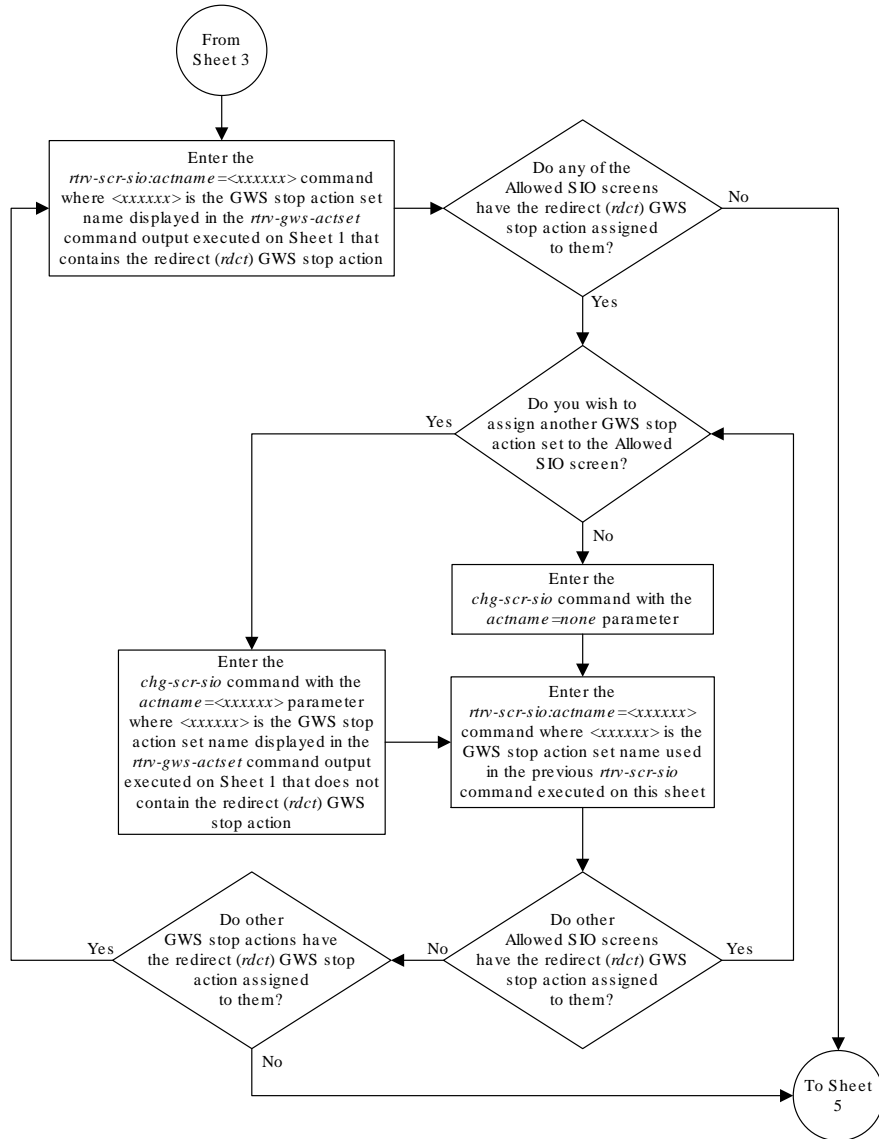 From
Sheet 3
Enter the
rtrv-scr-sio:actname=<xxxxxx> command
where <xxxxxx> is the GWS stop action set
name displayed in the rtrv-gws-actset
command output executed on Sheet 1 that
contains the redirect (rdct) GWS stop action
Do any of the
Allowed SIO screens
have the redirect (rdct) GWS
stop action assigned
to them?
No
Yes
Do you wish to
assign another GWS stop
action set to the Allowed
SIO screen?
Yes
No
Enter the
chg-scr-sio command with the
actname=none parameter
Enter the
chg-scr-sio command with the
actname=<xxxxxx> parameter
where <xxxxxx> is the GWS stop
action set name displayed in the
rtrv-gws-actset command output
executed on Sheet 1 that does not
contain the redirect (rdct) GWS
stop action
Enter the
rtrv-scr-sio:actname=<xxxxxx>
command where <xxxxxx> is the
GWS stop action set name used
in the previous rtrv-scr-sio
command executed on this sheet
Do other
Allowed SIO screens
have the redirect (rdct) GWS
stop action assigned
to them?
Yes
No
Do other
GWS stop actions have
the redirect (rdct) GWS stop
action assigned
to them?
Yes
No
To Sheet
5